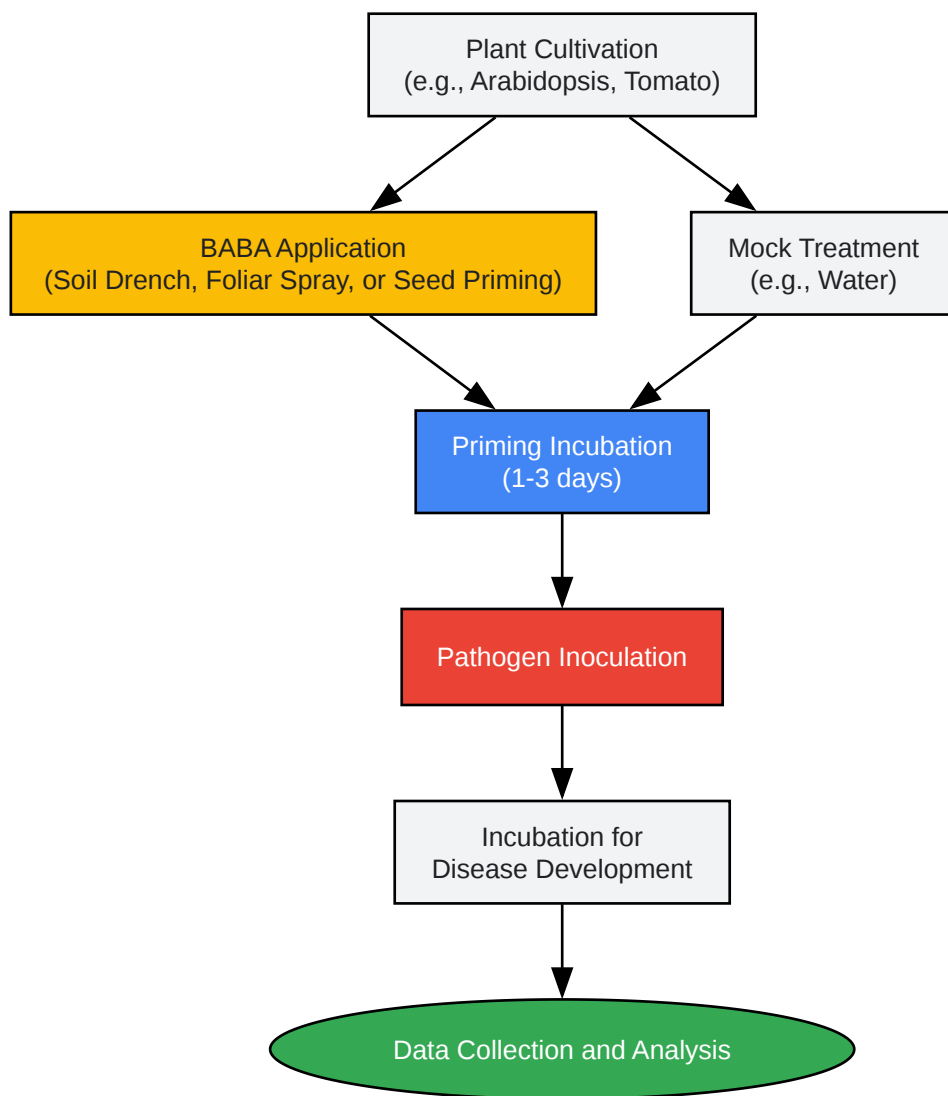 Plant Cultivation
(e.g., Arabidopsis, Tomato)
BABA Application
(Soil Drench, Foliar Spray, or Seed Priming)
Mock Treatment
(e.g., Water)
Priming Incubation
(1-3 days)
Pathogen Inoculation
Incubation for
Disease Development
Data Collection and Analysis